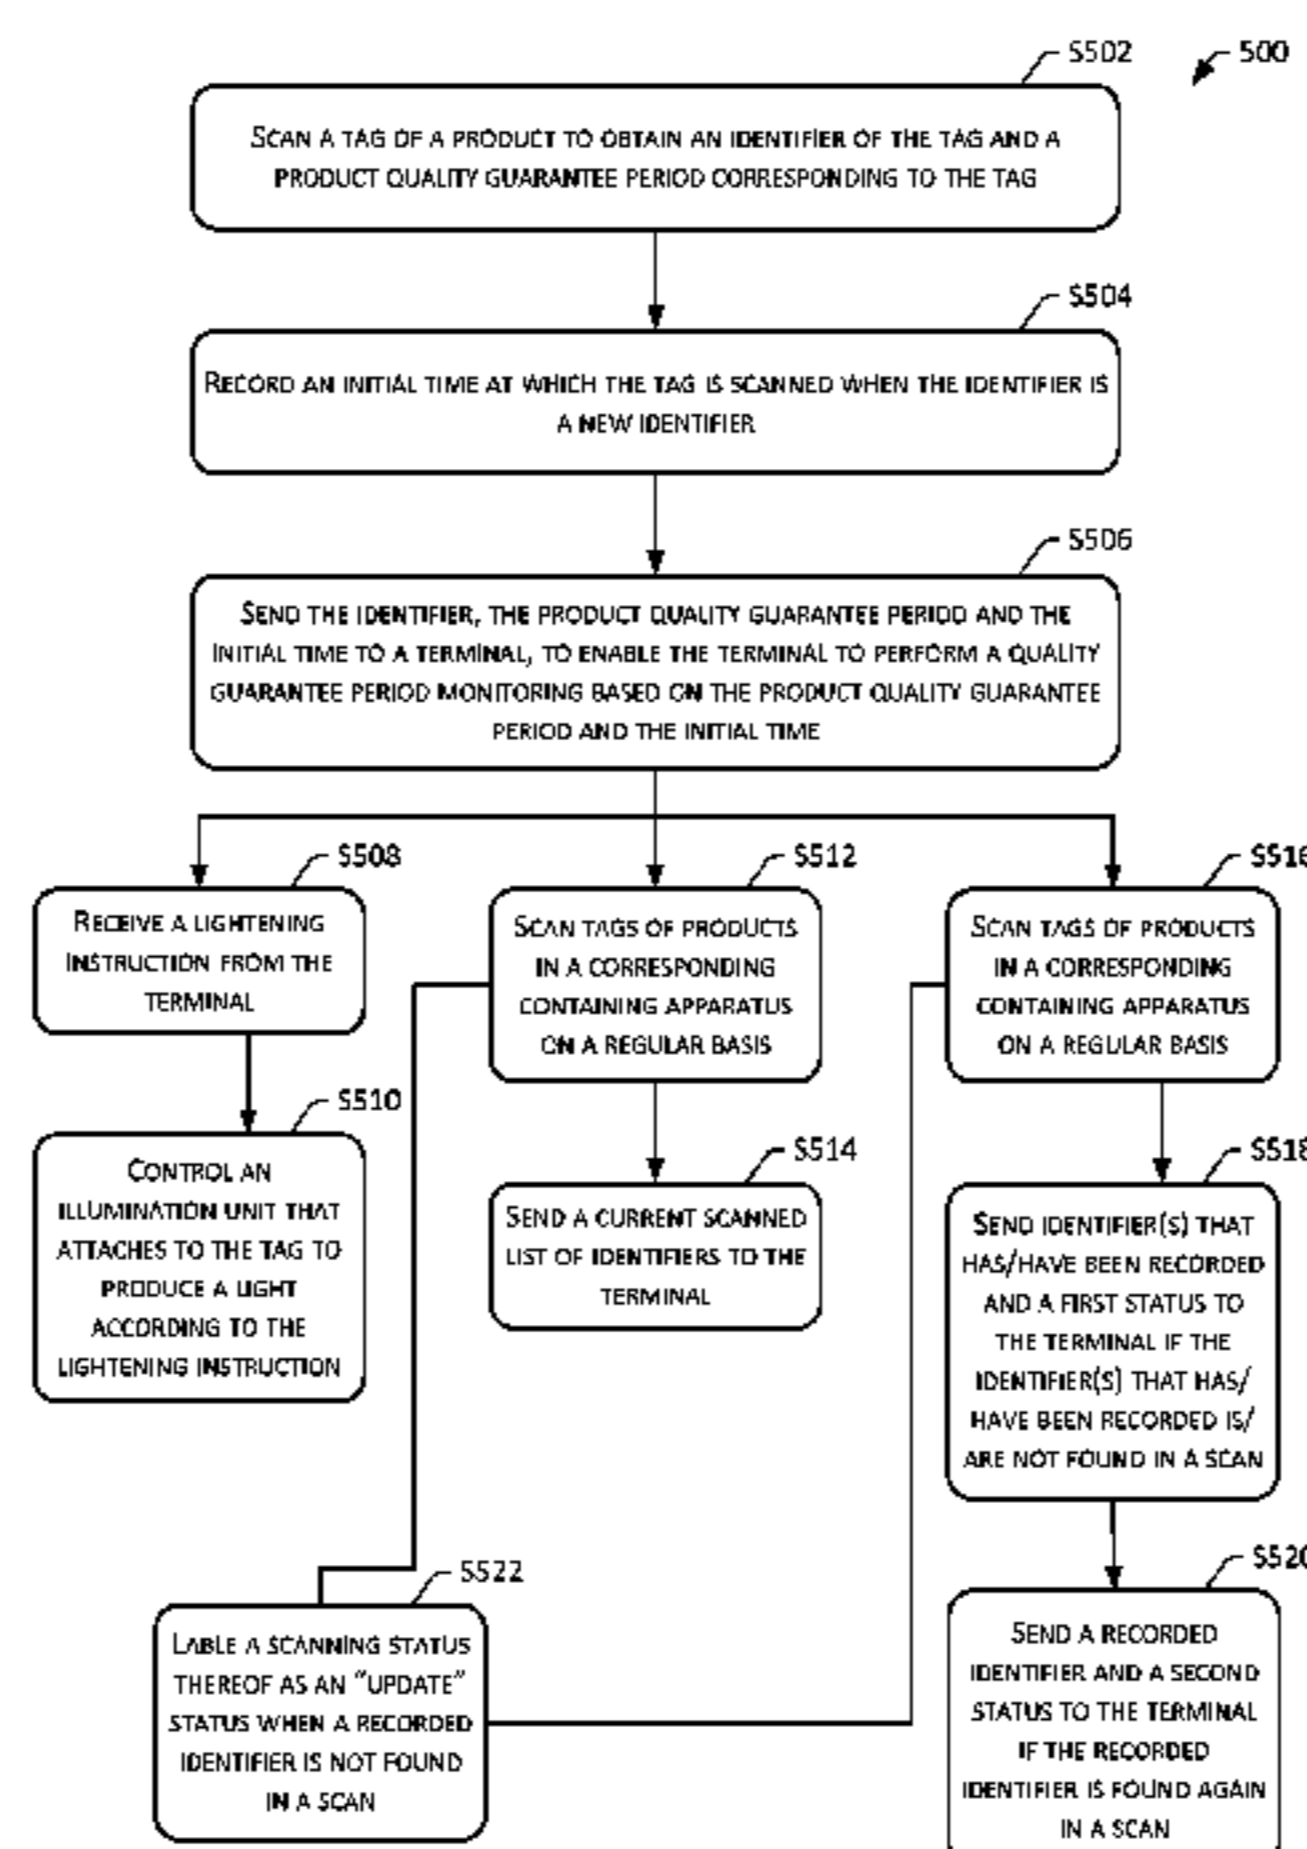 S502
500
SCAN A TAG OF A PRODUCT TO OBTAIN AN IDENTIFIER OF THE TAG AND A
PRODUCT QUALITY GUARANTEE PERIOD CORRESPONDING TO THE TAG
S504
RECORD AN INITIAL TIME AT WHICH THE TAG IS SCANNED WHEN THE IDENTIFIER IS
A NEW IDENTIFIER
S506
SEND THE IDENTIFIER, THE PRODUCT QUALITY GUARANTEE PERIOD AND THE
INITIAL TIME TO A TERMINAL, TO ENABLE THE TERMINAL TO PERFORM A QUALITY
GUARANTEE PERIOD MONITORING BASED ON THE PRODUCT QUALITY GUARANTEE
PERIOD AND THE INITIAL TIME
S508
RECEIVE A LIGHTENING
INSTRUCTION FROM THE
TERMINAL
S510
CONTROL AN
ILLUMINATION UNIT THAT
ATTACHES TO THE TAG TO
PRODUCE A LIGHT
ACCORDING TO THE
LIGHTENING INSTRUCTION
S512
SCAN TAGS OF PRODUCTS
IN A CORRESPONDING
CONTAINING APPARATUS
ON A REGULAR BASIS
S514
SEND A CURRENT SCANNED
LIST OF IDENTIFIERS TO THE
TERMINAL
S516
SCAN TAGS OF PRODUCTS
IN A CORRESPONDING
CONTAINING APPARATUS
ON A REGULAR BASIS
S518
SEND IDENTIFIER(S) THAT
HAS/HAVE BEEN RECORDED
AND A FIRST STATUS TO
THE TERMINAL IF THE
IDENTIFIER(S) THAT HAS/
HAVE BEEN RECORDED IS/
ARE NOT FOUND IN A SCAN
S520
SEND A RECORDED
IDENTIFIER AND A SECOND
STATUS TO THE TERMINAL
IF THE RECORDED
IDENTIFIER IS FOUND AGAIN
IN A SCAN
S522
LABLE A SCANNING STATUS
THEREOF AS AN “UPDATE”
STATUS WHEN A RECORDED
IDENTIFIER IS NOT FOUND
IN A SCAN